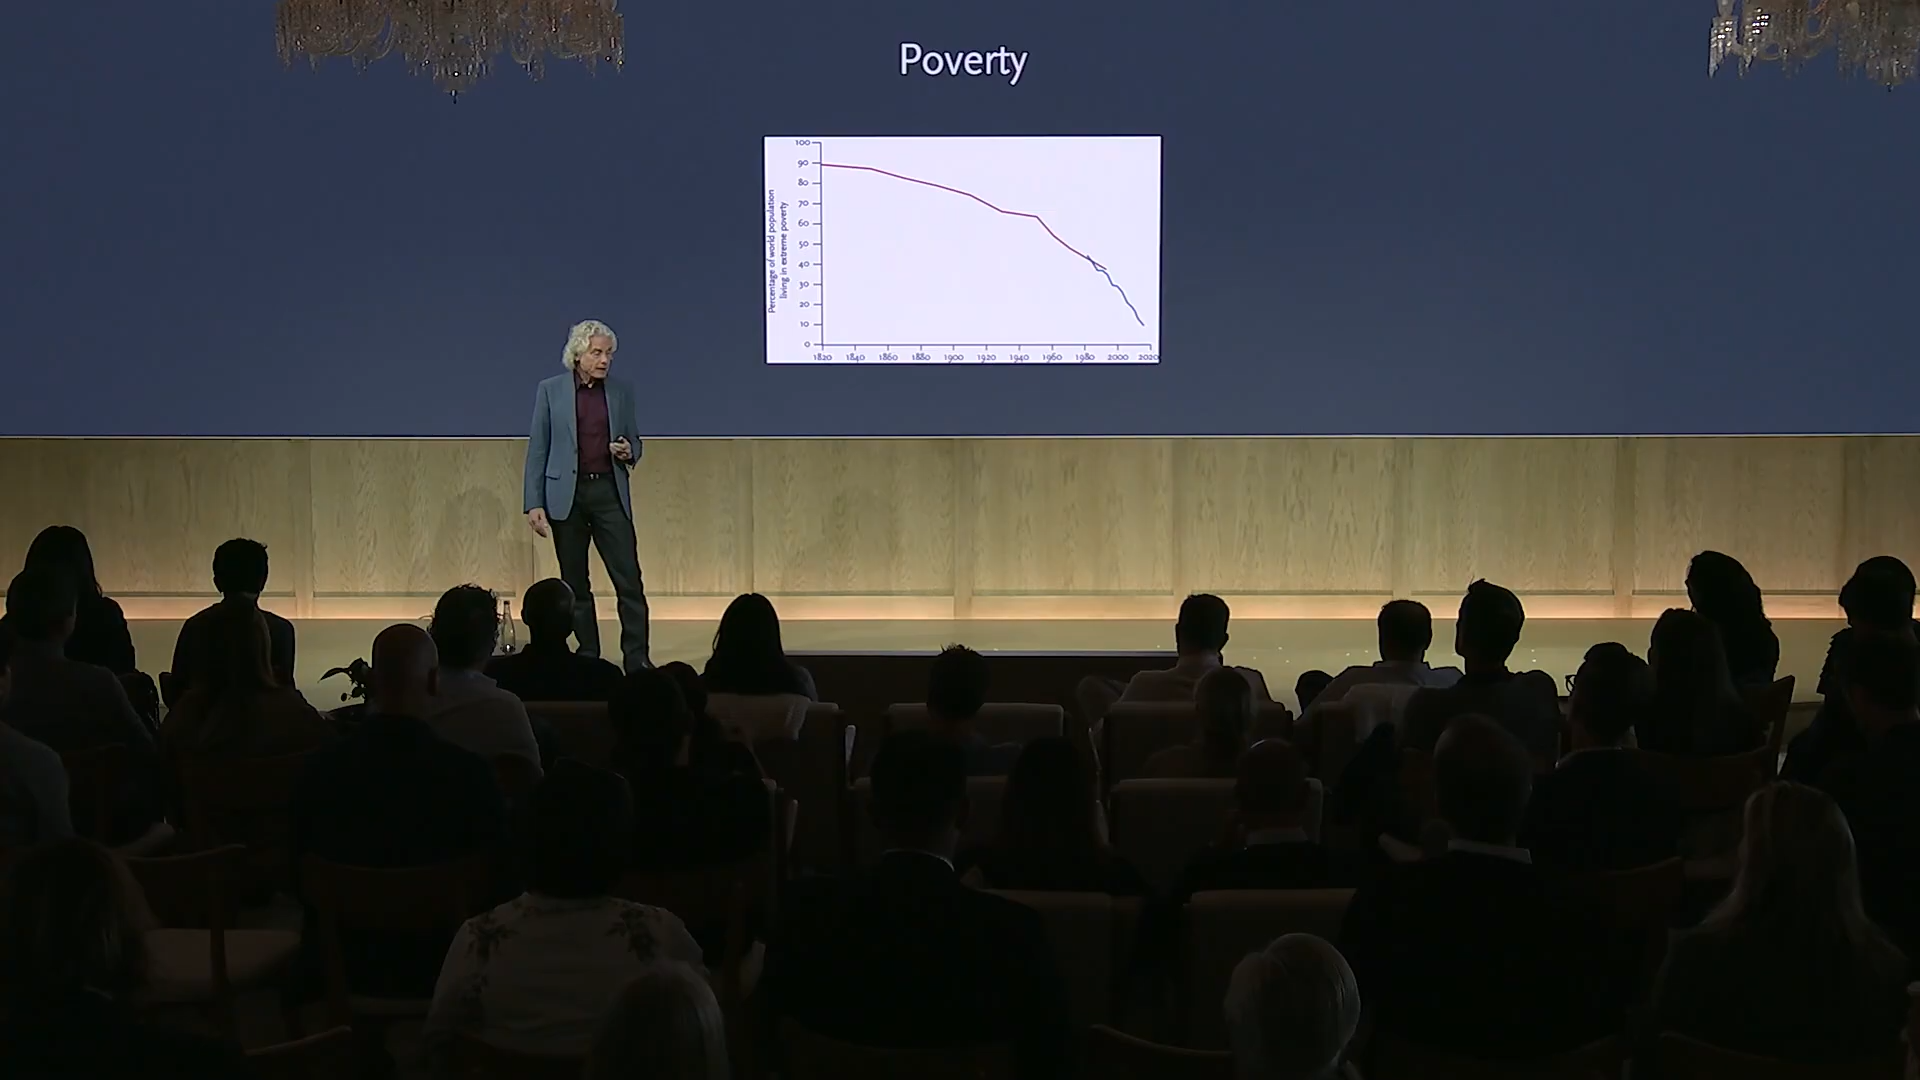 Poverty
Percentage of world population
living in extreme poverty
100
90
80
70
60
50
40
30
20
10
0
1820 1840 1860 1880 1900 1920 1940 1960 1980 2000 2020